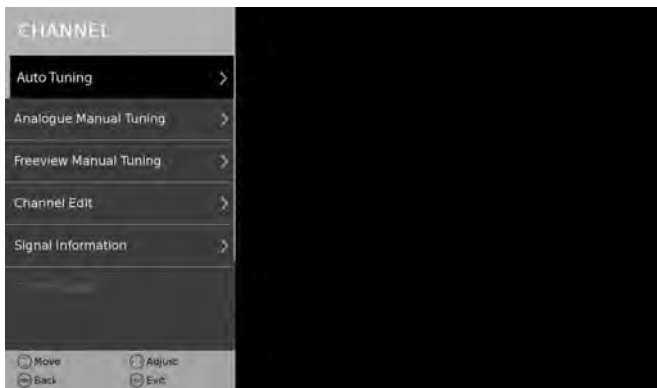 CHANNEL
Auto Tuning
Analogue Manual Tuning
Freeview Manual Tuning
Channel Edit
Signal Information
Move Adjust
Back Exit